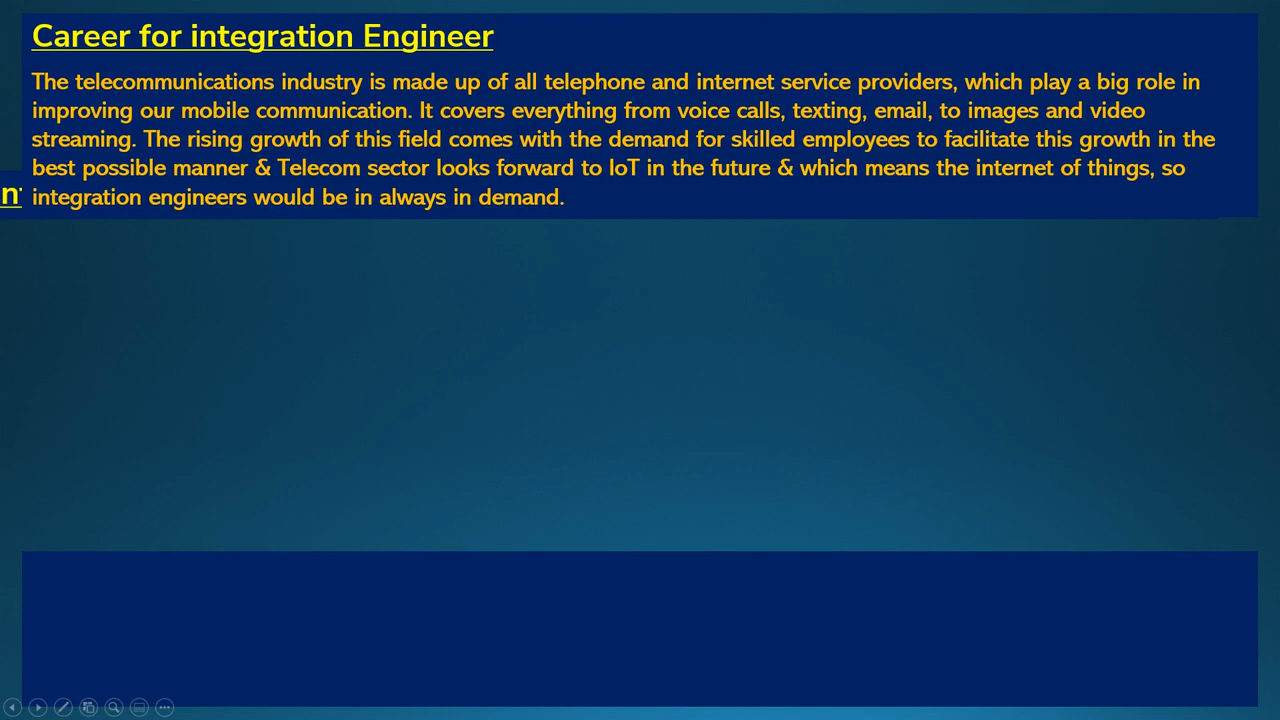 Career for integration Engineer
The telecommunications industry is made up of all telephone and internet service providers, which play a big role in
improving our mobile communication. It covers everything from voice calls, texting, email, to images and video
streaming. The rising growth of this field comes with the demand for skilled employees to facilitate this growth in the
best possible manner & Telecom sector looks forward to IoT in the future & which means the internet of things, so
integration engineers would be in always in demand.